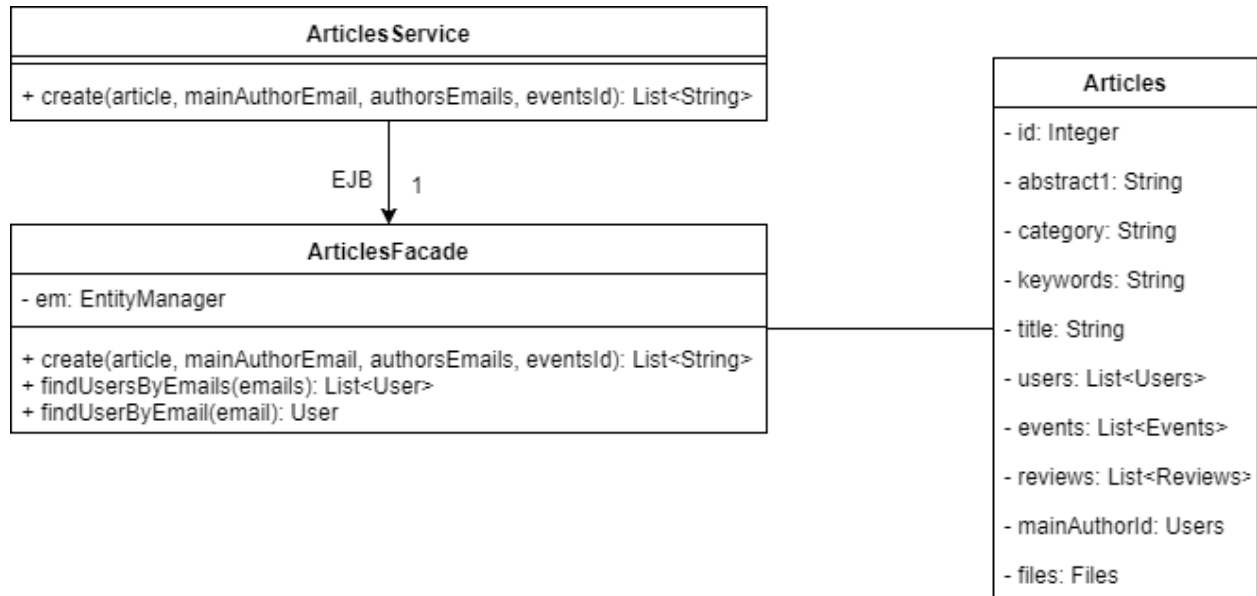 ArticlesService
+ create(article, mainAuthorEmail, authorsEmails, eventsId): List<String>
EJB
1
ArticlesFacade
- em: EntityManager
+ create(article, mainAuthorEmail, authorsEmails, eventsId): List<String>
+ findUsersByEmails(emails): List<User>
+ findUserByEmail(email): User
Articles
- id: Integer
- abstract1: String
- category: String
- keywords: String
- title: String
- users: List<Users>
- events: List<Events>
- reviews: List<Reviews>
- mainAuthorId: Users
- files: Files